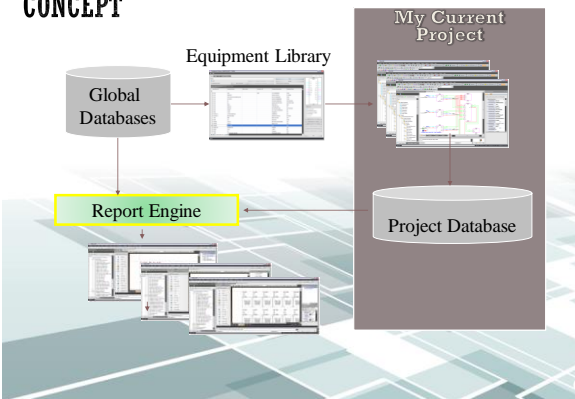 CONCEPT
My Current
Project
Equipment Library
Global
Databases
Report Engine
Project Database